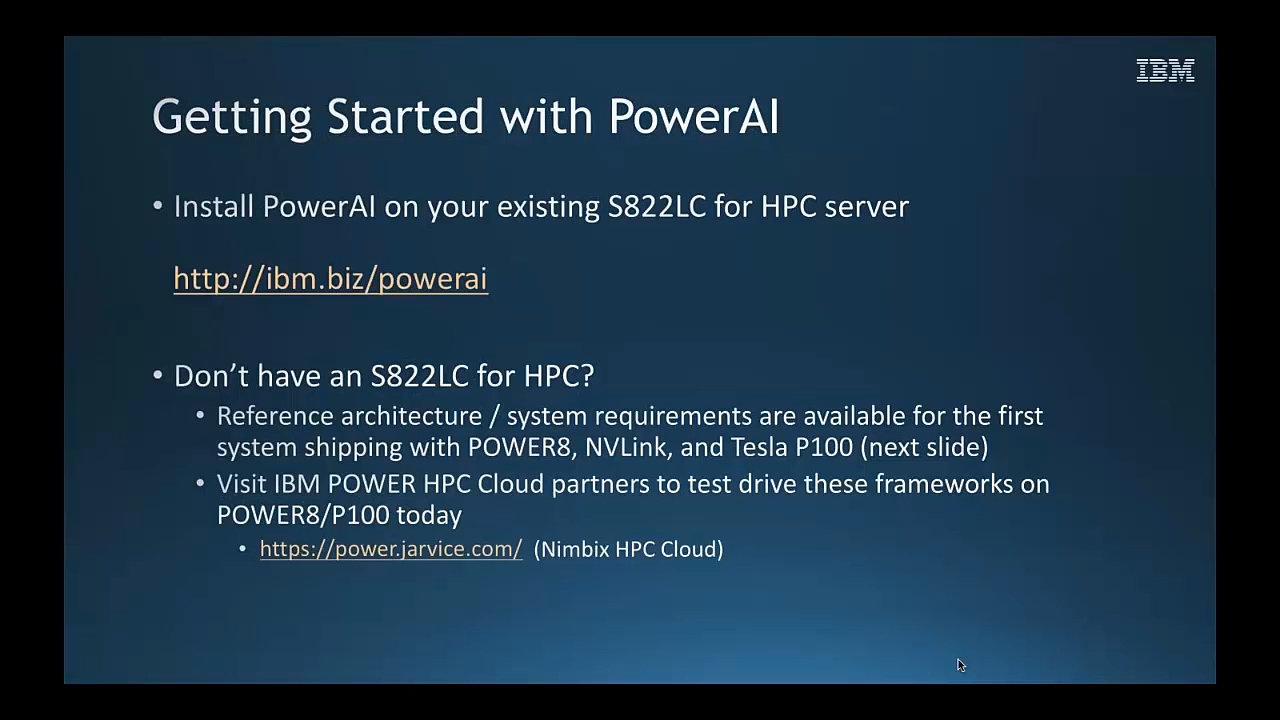 IBM
Getting Started with PowerAI
• Install PowerAI on your existing S822LC for HPC server
http://ibm.biz/powerai
• Don’t have an S822LC for HPC?
• Reference architecture / system requirements are available for the first
system shipping with POWER8, NVLink, and Tesla P100 (next slide)
• Visit IBM POWER HPC Cloud partners to test drive these frameworks on
POWER8/P100 today
• https://power.jarvice.com/ (Nimbix HPC Cloud)